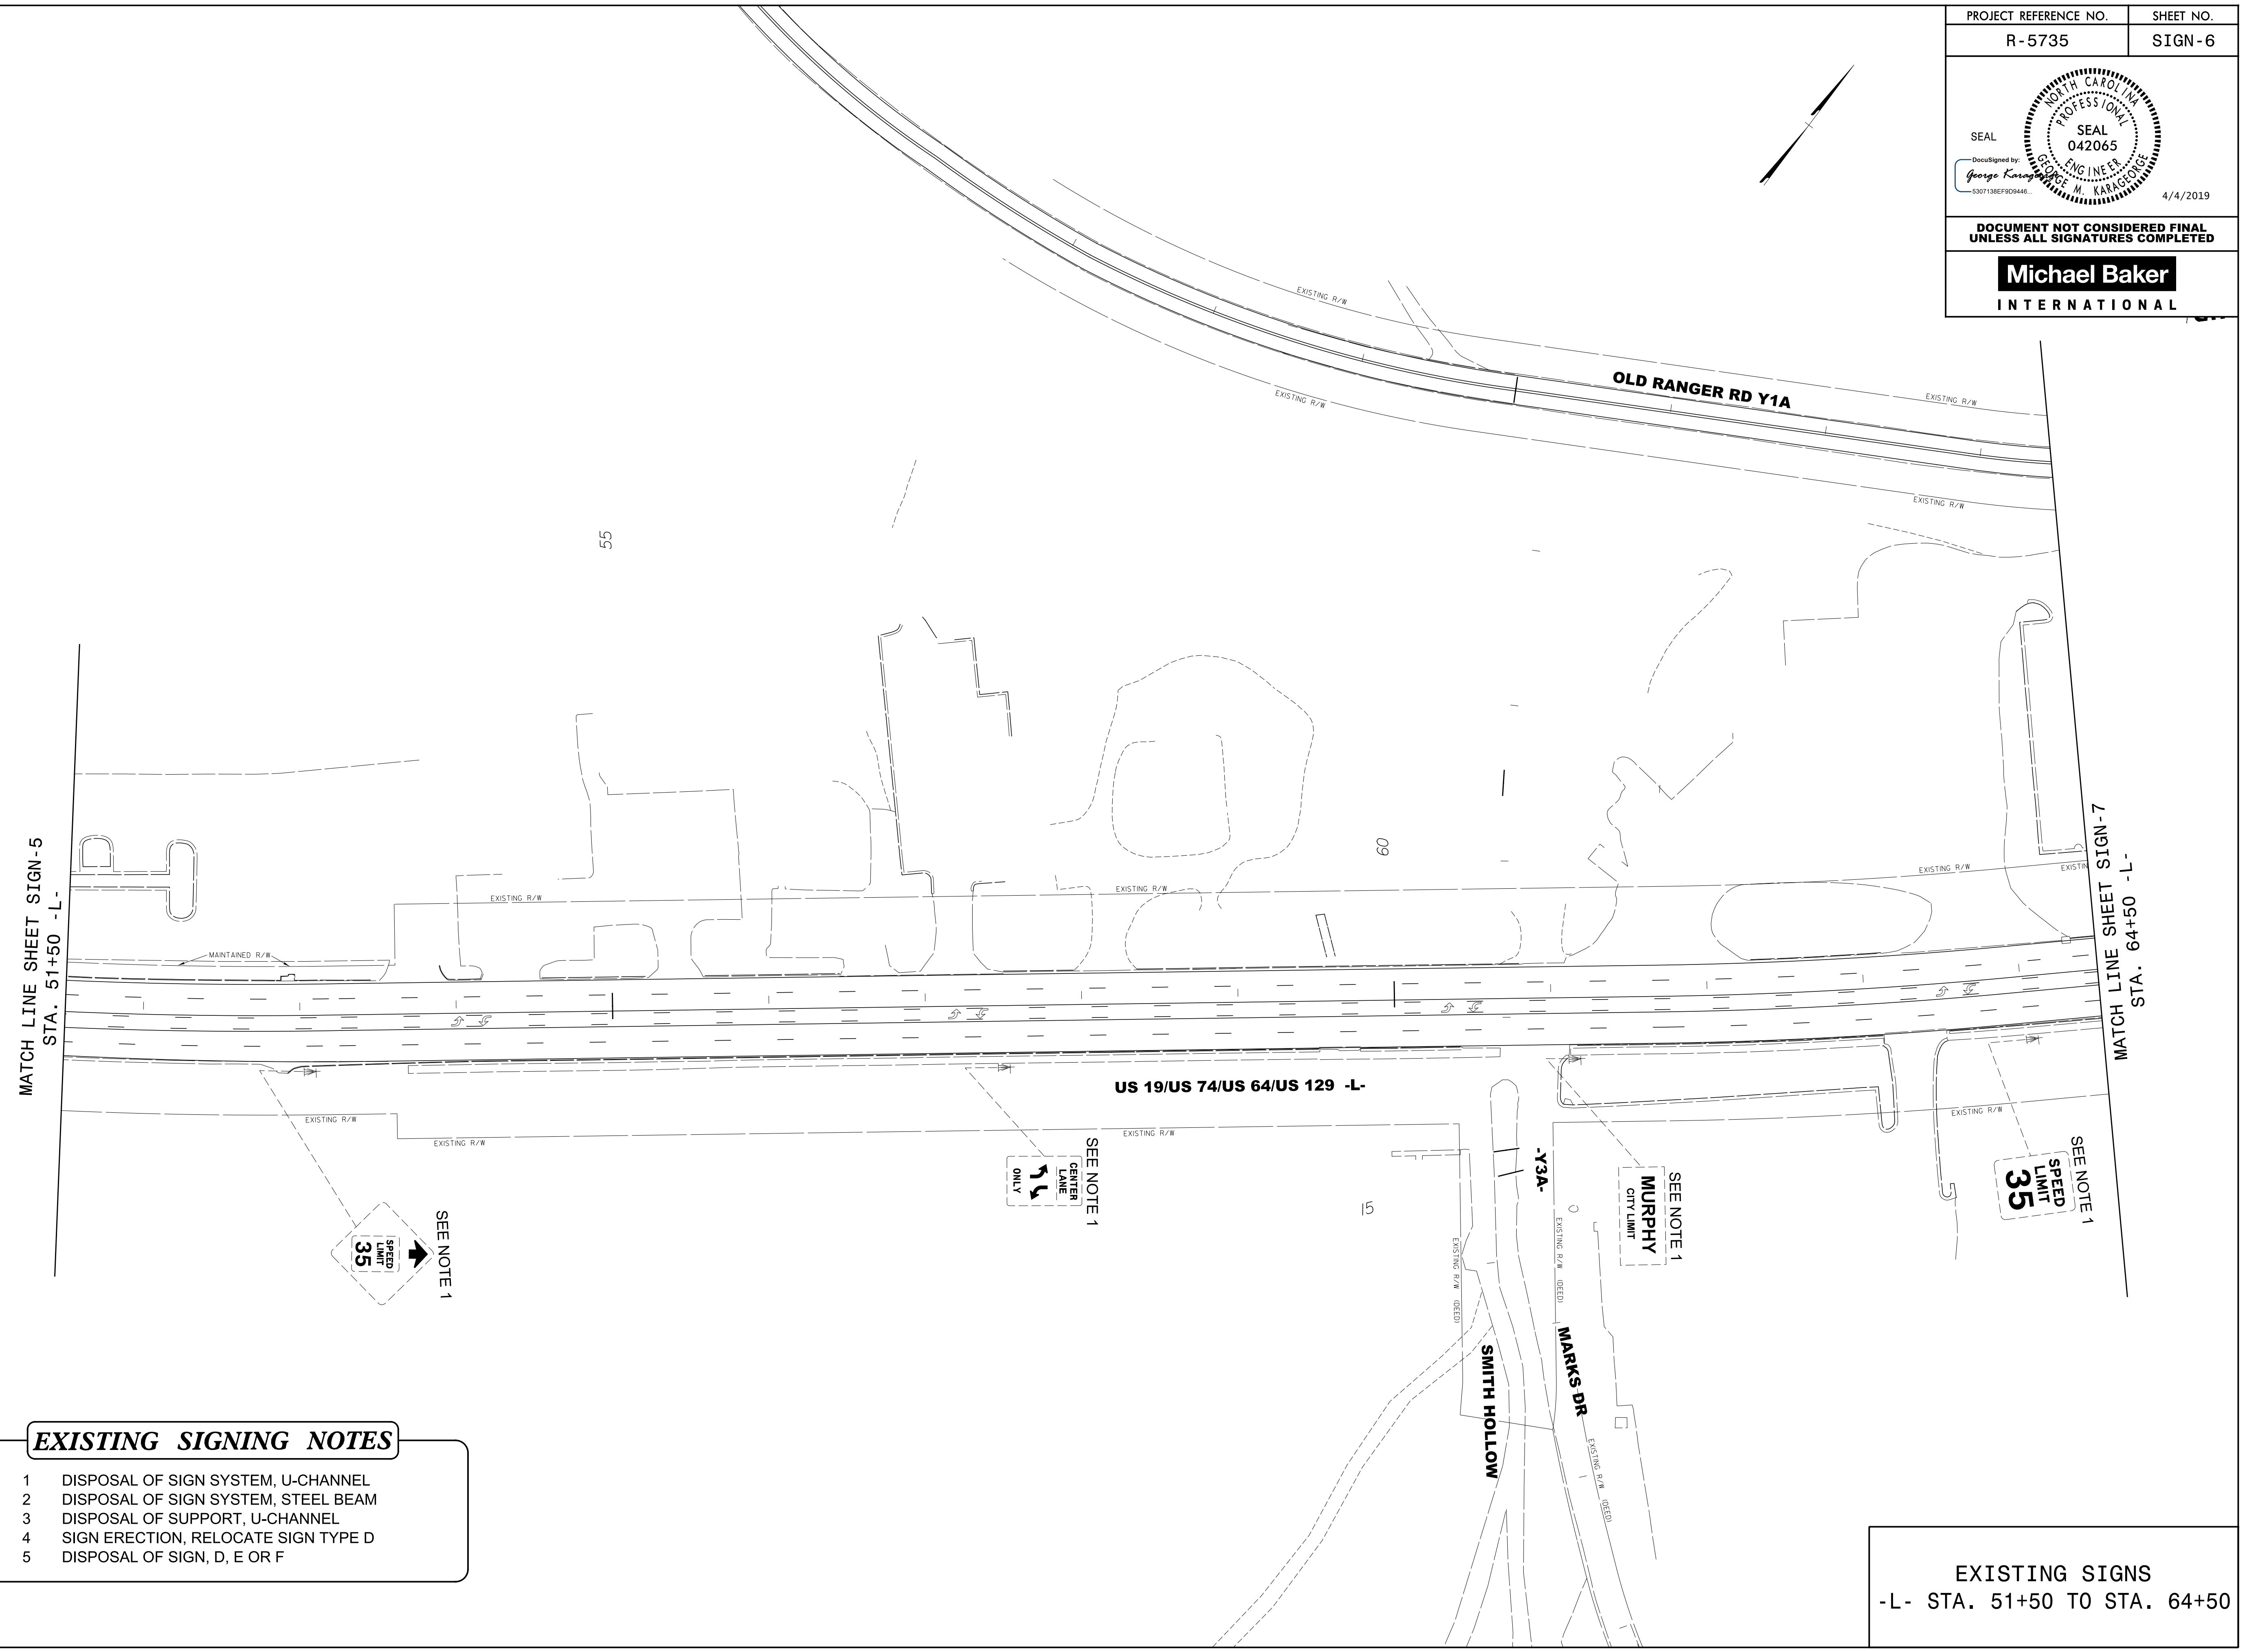 PROJECT REFERENCE NO.
SHEET NO.
R-5735
SIGN-6
NORTH CAROLINA
PROFESSIONAL
SEAL
042065
ENGINEER
GEORGE M. KARAGEORGE
SEAL
DocuSigned by:
George Karageorge
5307138EF9D9446...
4/4/2019
DOCUMENT NOT CONSIDERED FINAL
UNLESS ALL SIGNATURES COMPLETED
Michael Baker
INTERNATIONAL
EXISTING R/W
EXISTING R/W
OLD RANGER RD Y1A
EXISTING R/W
EXISTING R/W
55
60
MATCH LINE SHEET SIGN-5
STA. 51+50 -L-
MATCH LINE SHEET SIGN-7
STA. 64+50 -L-
EXISTING R/W
EXISTING R/W
EXISTING R/W
EXISTIN
MAINTAINED R/W
US 19/US 74/US 64/US 129 -L-
EXISTING R/W
EXISTING R/W
EXISTING R/W
EXISTING R/W
SEE NOTE 1
SPEED
LIMIT
35
SEE NOTE 1
CENTER
LANE
ONLY
15
-Y3A-
SEE NOTE 1
MURPHY
CITY LIMIT
SEE NOTE 1
SPEED
LIMIT
35
EXISTING R/W (DEED)
EXISTING R/W (DEED)
SMITH HOLLOW
MARKS DR
EXISTING R/W (DEED)
EXISTING SIGNING NOTES
1 DISPOSAL OF SIGN SYSTEM, U-CHANNEL
2 DISPOSAL OF SIGN SYSTEM, STEEL BEAM
3 DISPOSAL OF SUPPORT, U-CHANNEL
4 SIGN ERECTION, RELOCATE SIGN TYPE D
5 DISPOSAL OF SIGN, D, E OR F
EXISTING SIGNS
-L- STA. 51+50 TO STA. 64+50